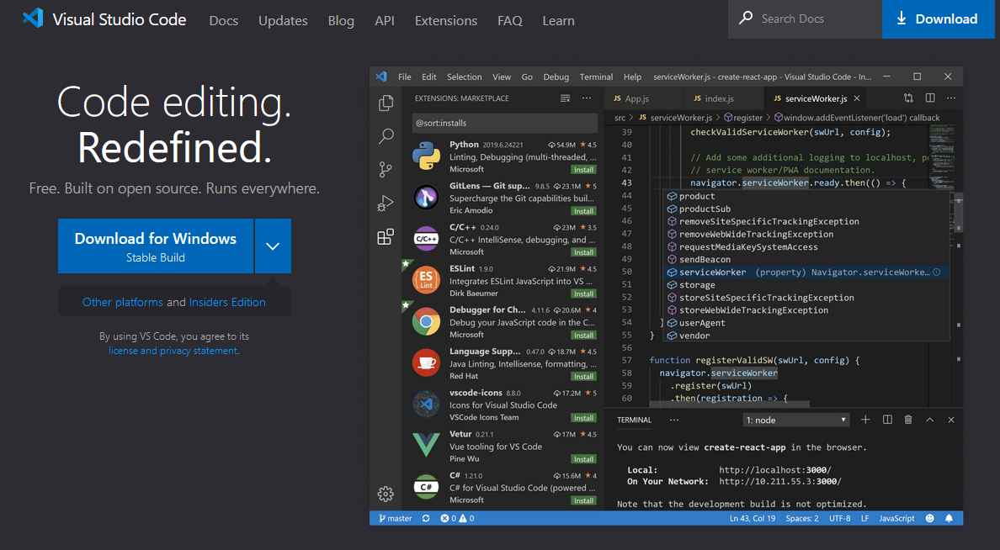 Visual Studio Code
Docs
Updates
Blog
API
Extensions
FAQ
Learn
Search Docs
Download
Code editing.
Redefined.
Free. Built on open source. Runs everywhere.
Download for Windows
Stable Build
Other platforms and Insiders Edition
By using VS Code, you agree to its
license and privacy statement.
File Edit Selection View Go Debug Terminal Help serviceWorker.js - create-react-app - Visual Studio Code - In...
EXTENSIONS: MARKETPLACE
@sort:installs
Python 2019.6.24221 54.9M ★ 4.5
Linting, Debugging (multi-threaded, ...
Microsoft Install
GitLens — Git sup... 9.8.5 23.1M ★ 5
Supercharge the Git capabilities buil...
Eric Amodio Install
C/C++
C/C++ 0.24.0 23M ★ 3.5
C/C++ IntelliSense, debugging, and ...
Microsoft Install
ES
Lint
ESLint 1.9.0 21.9M ★ 4.5
Integrates ESLint JavaScript into VS ...
Dirk Baeumer Install
Debugger for Ch... 4.11.6 20.6M ★ 4
Debug your JavaScript code in the C...
Microsoft Install
Language Supp... 0.47.0 18.7M ★ 4.5
Java Linting, Intellisense, formatting, ...
Red Hat Install
vscode-icons 8.8.0 17.2M ★ 5
Icons for Visual Studio Code
VSCode Icons Team Install
Vetur 0.21.1 17M ★ 4.5
Vue tooling for VS Code
Pine Wu Install
C#
C# 1.21.0 15.6M ★ 4
C# for Visual Studio Code (powered ...
Microsoft Install
JS App.js JS index.js JS serviceWorker.js
src > JS serviceWorker.js > register > window.addEventListener('load') callback
39 checkValidServiceWorker(swUrl, config);
40
41 // Add some additional logging to localhost, po
42 // service worker/PWA documentation.
43 navigator.serviceWorker.ready.then(() => {
44 product
45 productSub
46 removeSiteSpecificTrackingException
47 removeWebWideTrackingException
48 requestMediaKeySystemAccess
49 sendBeacon
50 serviceWorker (property) Navigator.serviceWorke...
51 storage
52 storeSiteSpecificTrackingException
53 storeWebWideTrackingException
54 } userAgent
55 } vendor
56
57 function registerValidSW(swUrl, config) {
58 navigator.serviceWorker
59 .register(swUrl)
60 .then(registration => {
TERMINAL ... 1: node
You can now view create-react-app in the browser.
Local: http://localhost:3000/
On Your Network: http://10.211.55.3:3000/
Note that the development build is not optimized.
master 0 0 Ln 43, Col 19 Spaces: 2 UTF-8 LF JavaScript